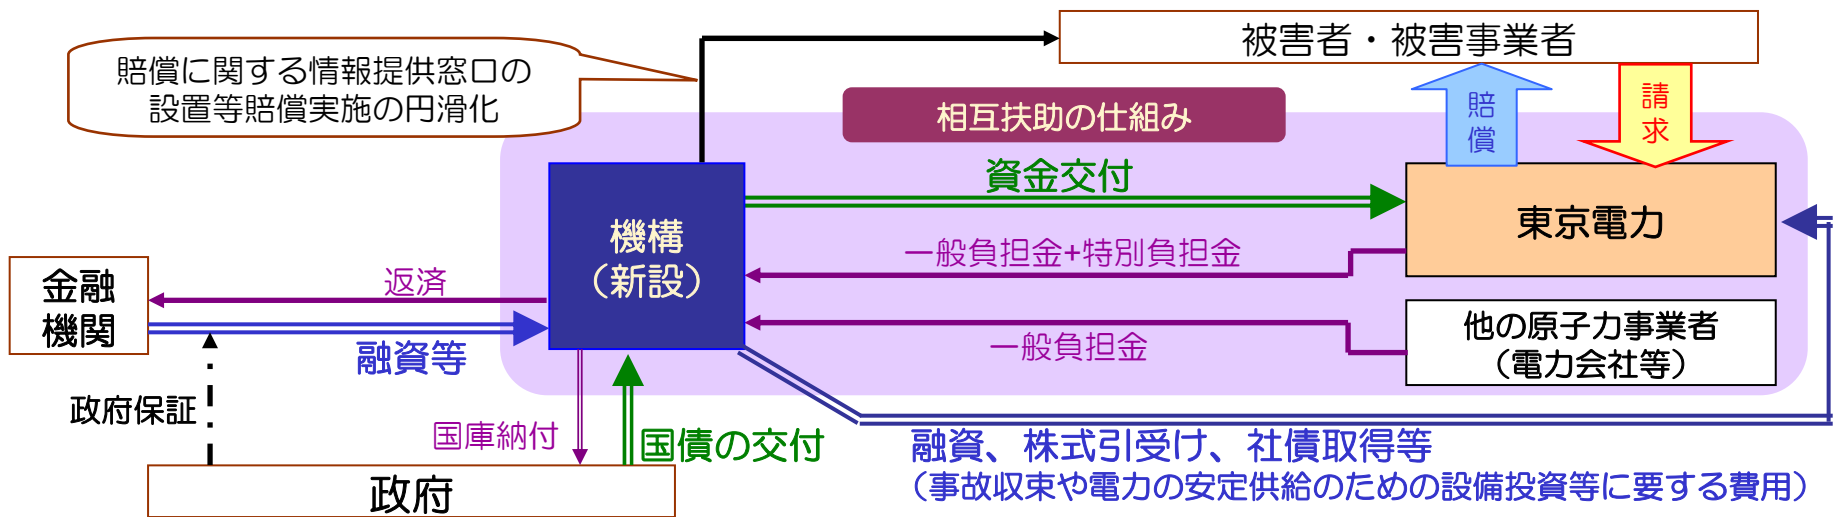 被害者・被害事業者
賠償に関する情報提供窓口の
設置等賠償実施の円滑化
相互扶助の仕組み
賠
償
請
求
資金交付
機構
（新設）
東京電力
一般負担金+特別負担金
金融
機関
返済
融資等
一般負担金
他の原子力事業者
（電力会社等）
政府保証
国庫納付
国債の交付
融資、株式引受け、社債取得等
（事故収束や電力の安定供給のための設備投資等に要する費用）
政府